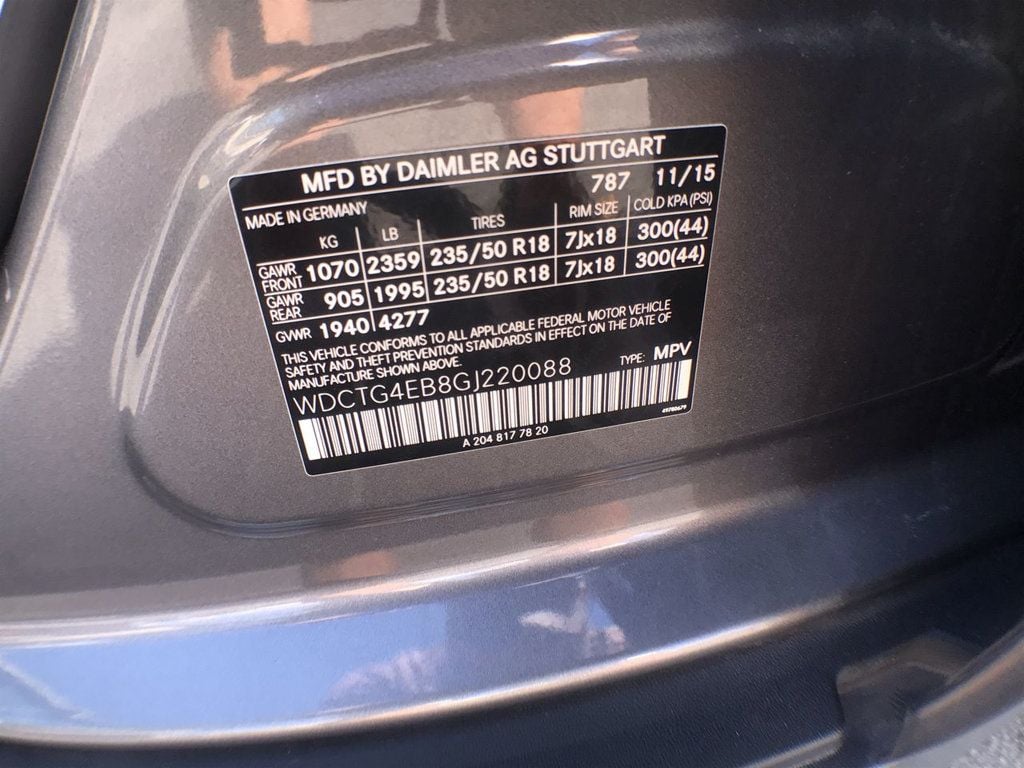 MFD BY DAIMLER AG STUTTGART
MADE IN GERMANY 787 11/15
KG LB TIRES RIM SIZE COLD KPA (PSI)
GAWR FRONT 1070 2359 235/50 R18 7Jx18 300(44)
GAWR REAR 905 1995 235/50 R18 7Jx18 300(44)
GVWR 1940 4277
THIS VEHICLE CONFORMS TO ALL APPLICABLE FEDERAL MOTOR VEHICLE
SAFETY AND THEFT PREVENTION STANDARDS IN EFFECT ON THE DATE OF
MANUFACTURE SHOWN ABOVE. TYPE: MPV
WDCTG4EB8GJ220088
A 204 817 78 20